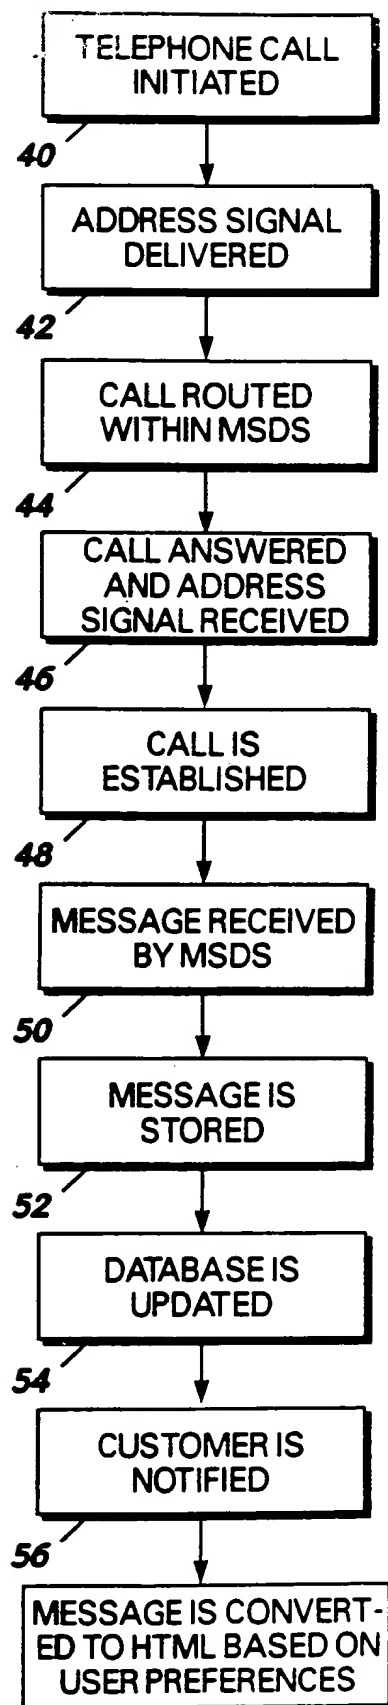 TELEPHONE CALL
INITIATED
40
ADDRESS SIGNAL
DELIVERED
42
CALL ROUTED
WITHIN MSDS
44
CALL ANSWERED
AND ADDRESS
SIGNAL RECEIVED
46
CALL IS
ESTABLISHED
48
MESSAGE RECEIVED
BY MSDS
50
MESSAGE IS
STORED
52
DATABASE IS
UPDATED
54
CUSTOMER IS
NOTIFIED
56
MESSAGE IS CONVERT-
ED TO HTML BASED ON
USER PREFERENCES